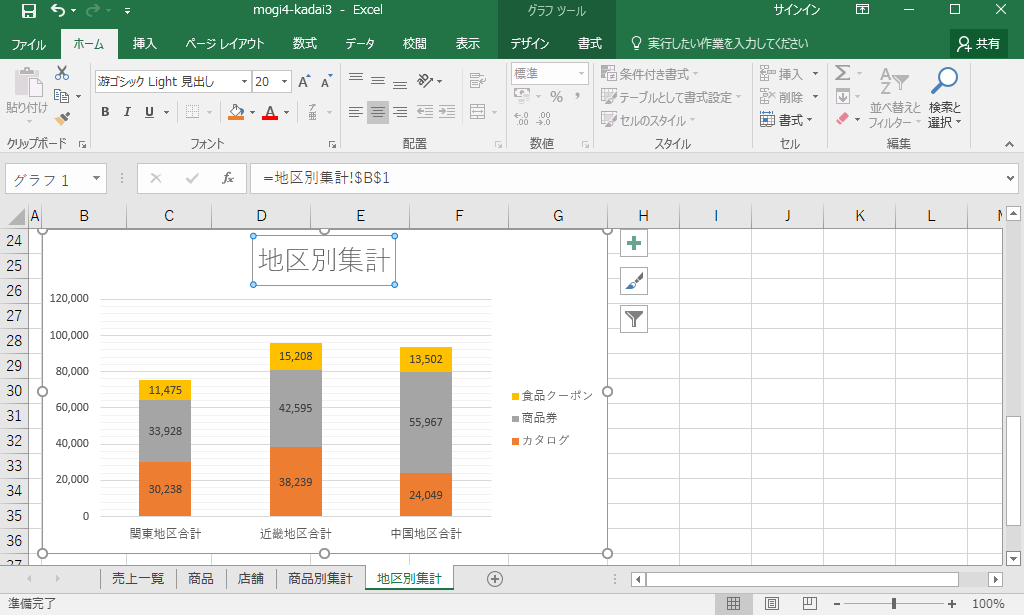 mogi4-kadai3 - Excel
グラフ ツール
サインイン
ファイル ホーム 挿入 ページ レイアウト 数式 データ 校閲 表示 デザイン 書式 実行したい作業を入力してください 共有
貼り付け
クリップボード
游ゴシック Light 見出し 20 A A
B I U A
フォント
配置
標準
% ,
数値
条件付き書式
テーブルとして書式設定
セルのスタイル
スタイル
挿入
削除
書式
セル
Σ
並べ替えと
フィルター
検索と
選択
編集
グラフ 1 fx =地区別集計!$B$1
A B C D E F G H I J K L
24
25
26
27
28
29
30
31
32
33
34
35
36
地区別集計
120,000
100,000
80,000
60,000
40,000
20,000
0
11,475
33,928
30,238
15,208
42,595
38,239
13,502
55,967
24,049
関東地区合計 近畿地区合計 中国地区合計
食品クーポン
商品券
カタログ
売上一覧 商品 店舗 商品別集計 地区別集計
準備完了 100%